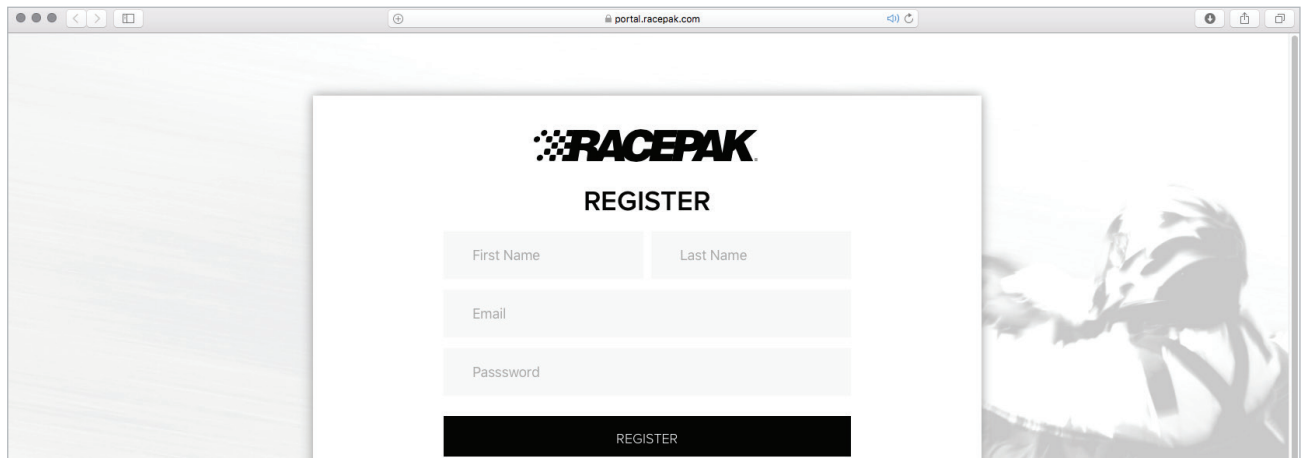 portal.racepak.com
RACEPAK
REGISTER
First Name Last Name
Email
Passsword
REGISTER